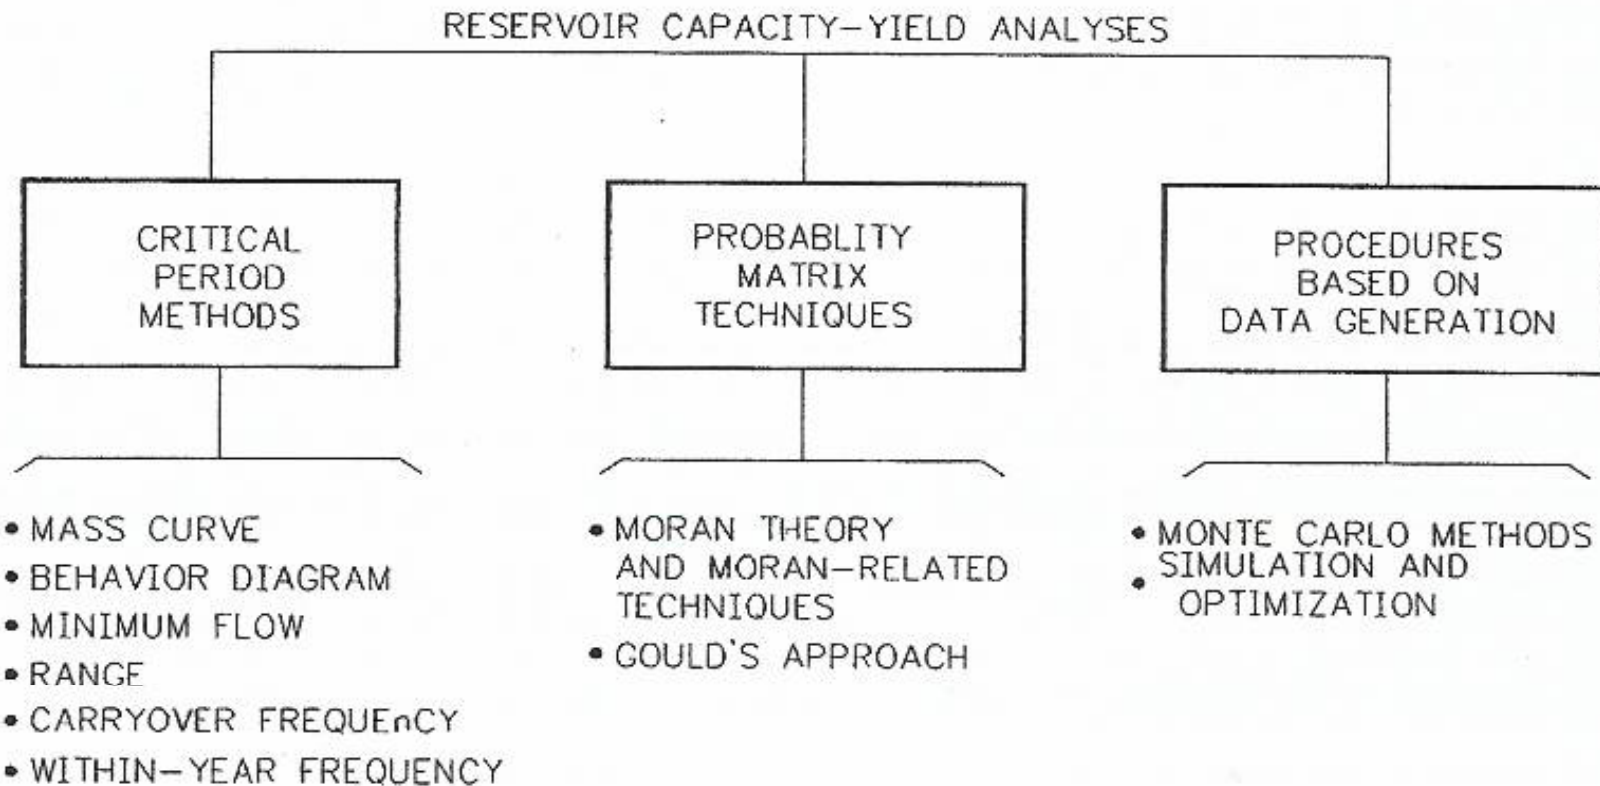 RESERVOIR CAPACITY-YIELD ANALYSES
CRITICAL
PERIOD
METHODS
PROBABLITY
MATRIX
TECHNIQUES
PROCEDURES
BASED ON
DATA GENERATION
• MASS CURVE
• BEHAVIOR DIAGRAM
• MINIMUM FLOW
• RANGE
• CARRYOVER FREQUEnCY
• WITHIN-YEAR FREQUENCY
• MORAN THEORY
AND MORAN-RELATED
TECHNIQUES
• GOULD'S APPROACH
• MONTE CARLO METHODS
• SIMULATION AND
OPTIMIZATION